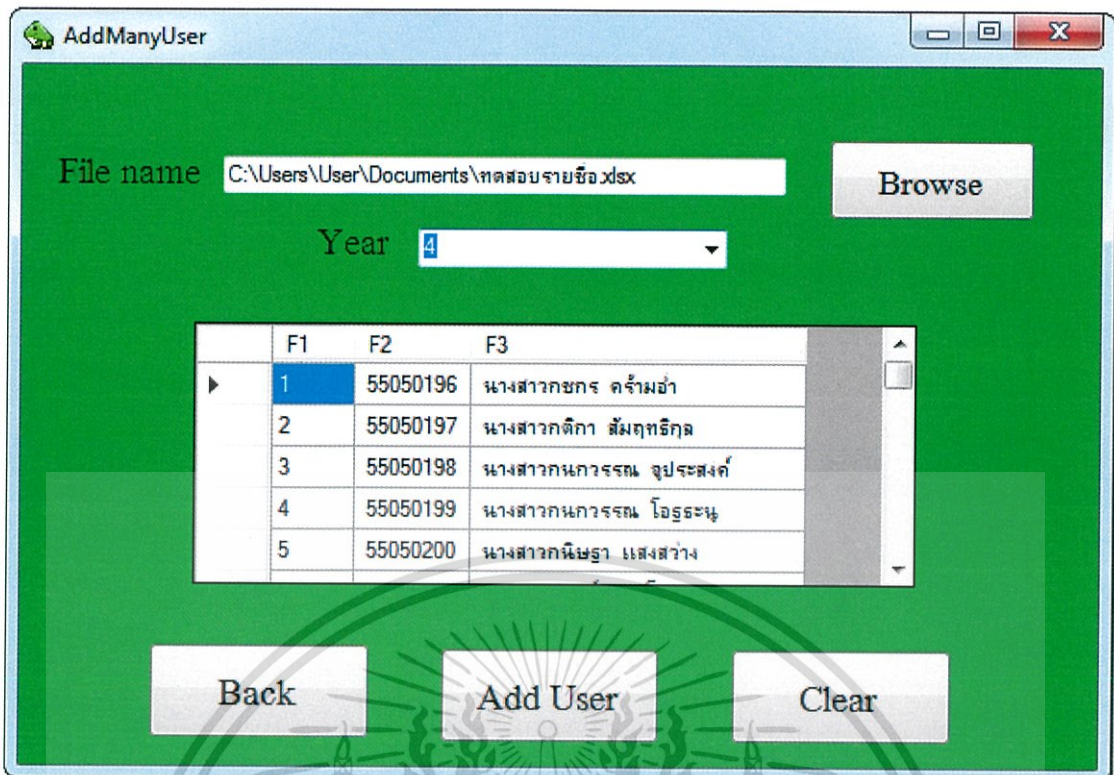 AddManyUser
File name C:\Users\User\Documents\ทดสอบรายชื่อ.xlsx Browse
Year 4
F1 F2 F3
1 55050196 นางสาวกชกร คร้ามอ่ำ
2 55050197 นางสาวกติกา สัมฤทธิกุล
3 55050198 นางสาวกนกวรรณ อุประสงค์
4 55050199 นางสาวกนกวรรณ โอฐธะนู
5 55050200 นางสาวกนิษฐา แสงสว่าง
Back Add User Clear